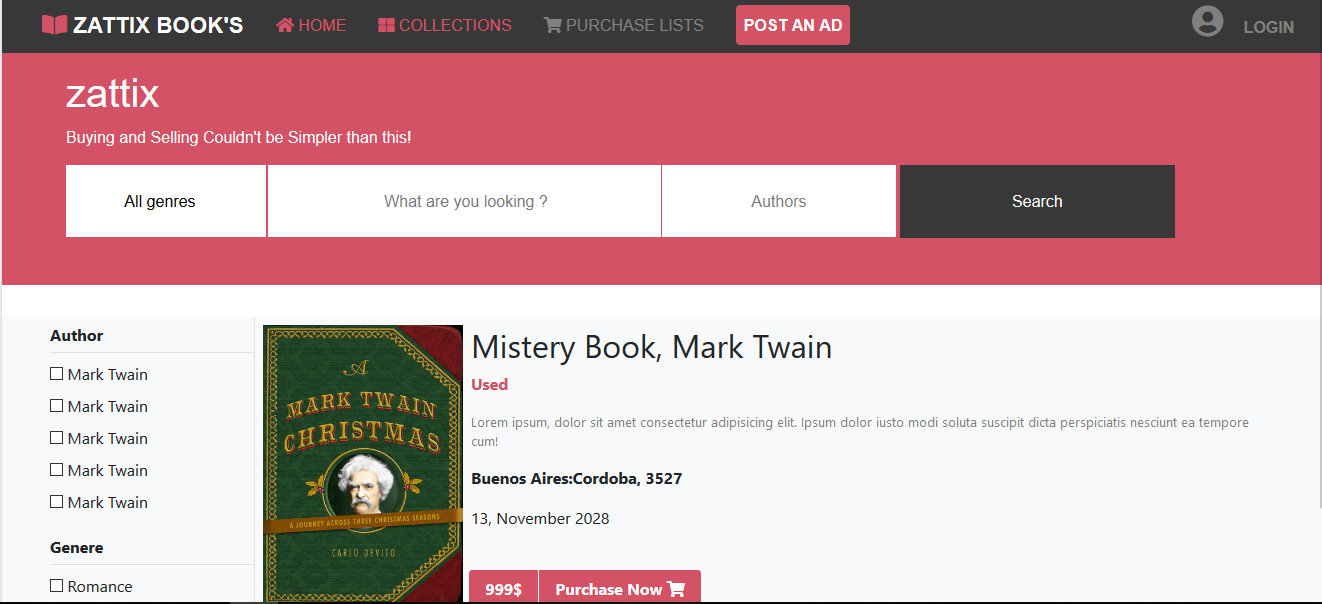 ZATTIX BOOK'S HOME COLLECTIONS PURCHASE LISTS POST AN AD LOGIN
zattix
Buying and Selling Couldn't be Simpler than this!
All genres What are you looking ? Authors Search
Author
Mark Twain
Mark Twain
Mark Twain
Mark Twain
Mark Twain
Genere
Romance
A
MARK TWAIN
CHRISTMAS
A JOURNEY ACROSS THREE CHRISTMAS SEASONS
CARLO DEVITO
Mistery Book, Mark Twain
Used
Lorem ipsum, dolor sit amet consectetur adipisicing elit. Ipsum dolor iusto modi soluta suscipit dicta perspiciatis nesciunt ea tempore
cum!
Buenos Aires:Cordoba, 3527
13, November 2028
999$ Purchase Now